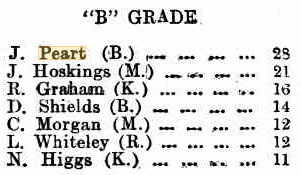 "B" GRADE
J. Peart (B.) .... ... ... ... 28
J. Hoskings (M.) ... ... ... ... 21
R. Graham (K.) ... ... ... ... 16
D. Shields (B.) ... ... ... ... 14
C. Morgan (M.) ... ... ... ... 12
L. Whiteley (R.) ... ... ... ... 12
N. Higgs (K.) ... ... ... ... 11